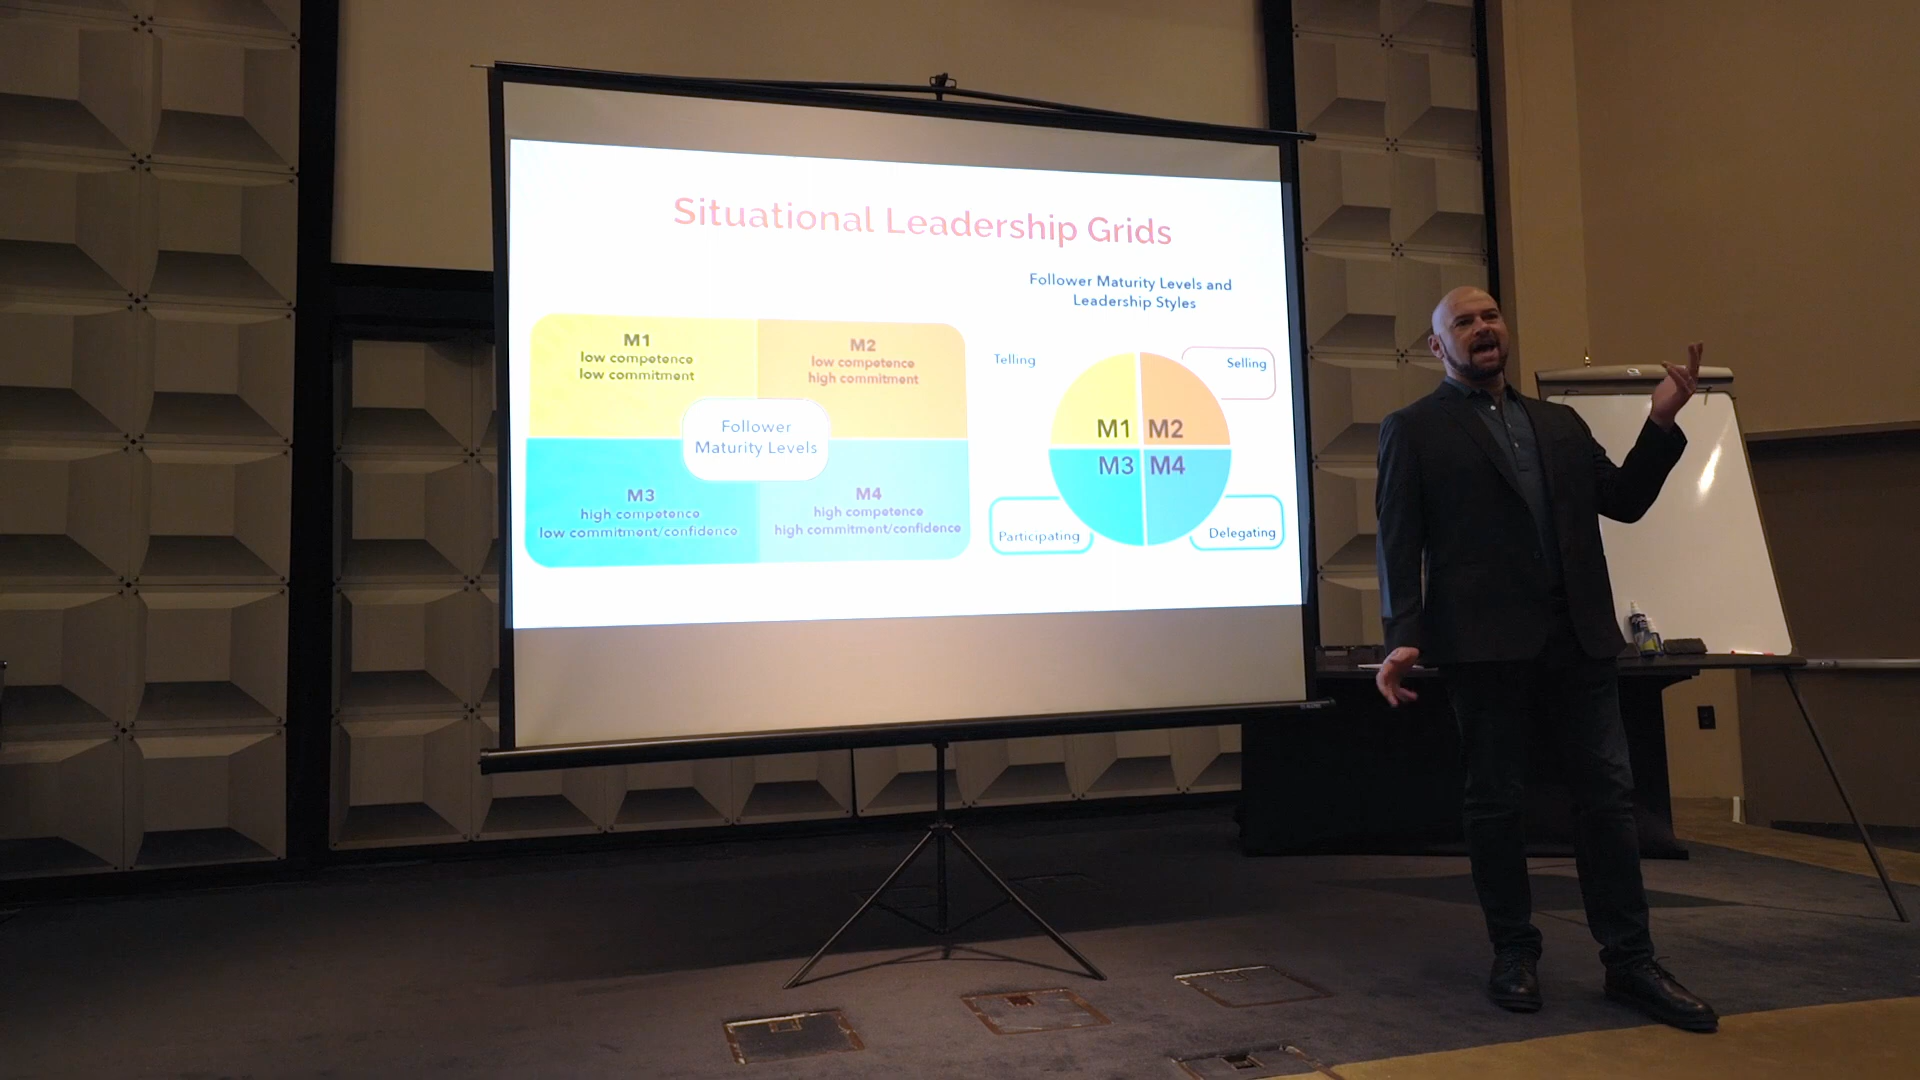 Situational Leadership Grids
M1
low competence
low commitment
M2
low competence
high commitment
Follower
Maturity Levels
M3
high competence
low commitment/confidence
M4
high competence
high commitment/confidence
Follower Maturity Levels and
Leadership Styles
Telling
Selling
M1 M2
M3 M4
Participating
Delegating